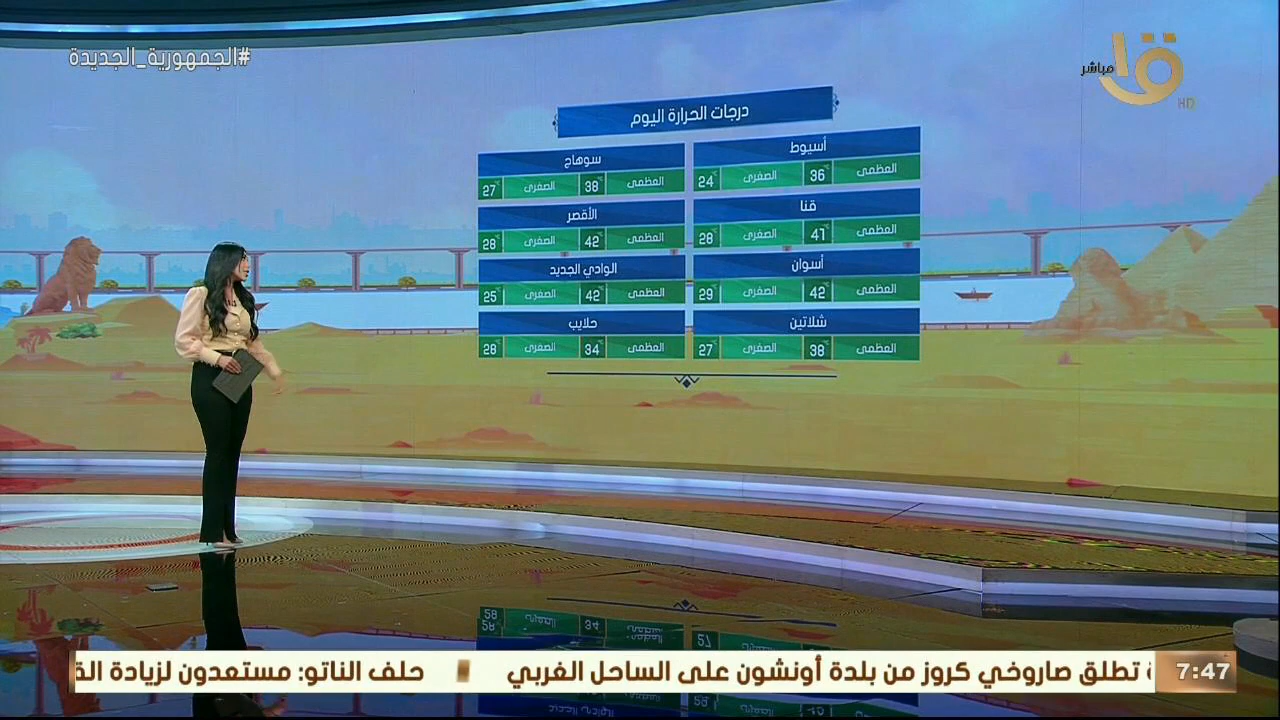 #الجمهورية_الجديدة
مباشر
HD
درجات الحرارة اليوم
أسيوط
العظمى 36 الصغرى 24
سوهاج
العظمى 38 الصغرى 27
قنا
العظمى 41 الصغرى 28
الأقصر
العظمى 42 الصغرى 28
أسوان
العظمى 42 الصغرى 29
الوادي الجديد
العظمى 42 الصغرى 25
شلاتين
العظمى 38 الصغرى 27
حلايب
العظمى 34 الصغرى 28
7:47
تطلق صاروخي كروز من بلدة أونشون على الساحل الغربي
حلف الناتو: مستعدون لزيادة